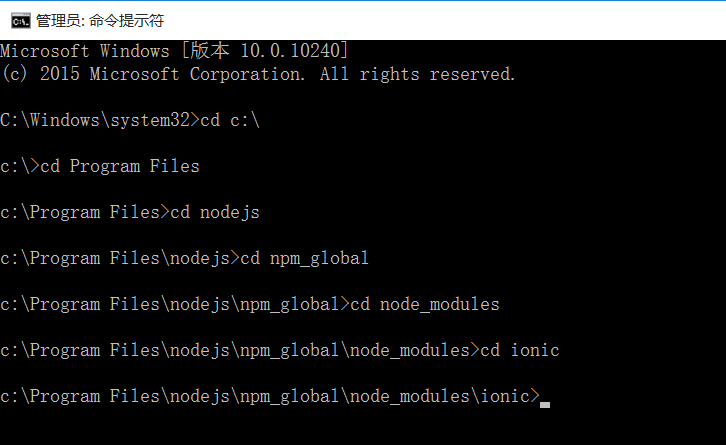 管理员: 命令提示符
Microsoft Windows [版本 10.0.10240]
(c) 2015 Microsoft Corporation. All rights reserved.
C:\Windows\system32>cd c:\
c:\>cd Program Files
c:\Program Files>cd nodejs
c:\Program Files\nodejs>cd npm_global
c:\Program Files\nodejs\npm_global>cd node_modules
c:\Program Files\nodejs\npm_global\node_modules>cd ionic
c:\Program Files\nodejs\npm_global\node_modules\ionic>